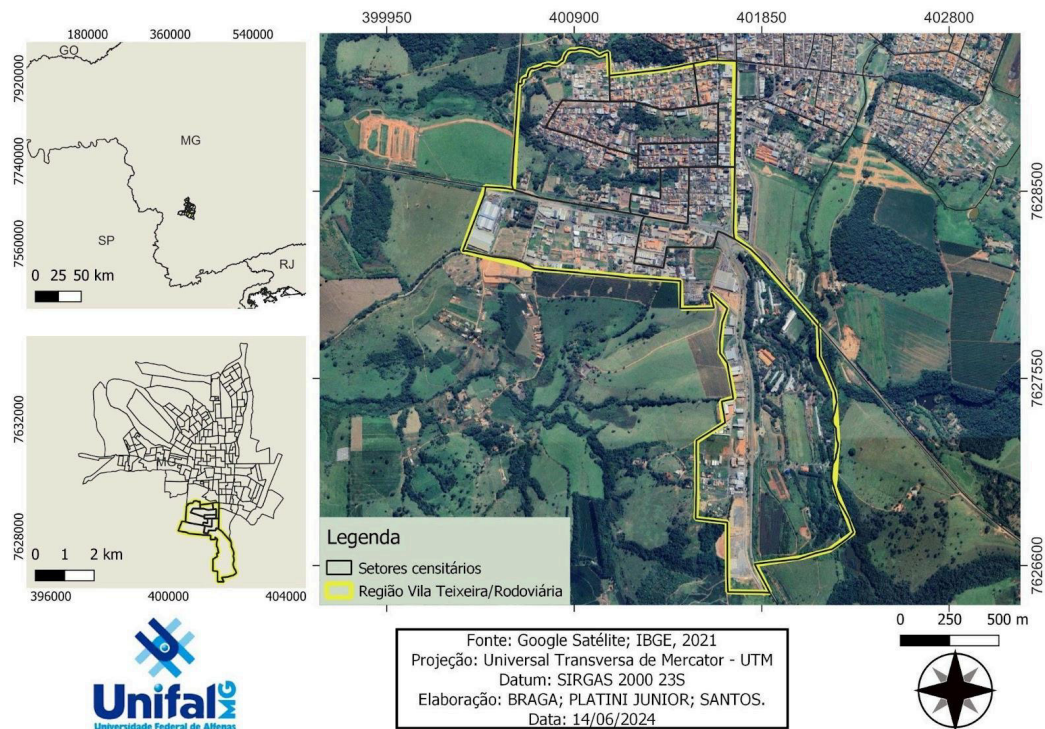 180000 360000 540000
GO
7920000
7740000
7560000
MG
SP
RJ
0 25 50 km
7632000
7628000
MG
0 1 2 km
396000 400000 404000
399950 400900 401850 402800
7628500
7627550
7626600
Legenda
Setores censitários
Região Vila Teixeira/Rodoviária
0 250 500 m
Unifal MG
Universidade Federal de Alfenas
Fonte: Google Satélite; IBGE, 2021
Projeção: Universal Transversa de Mercator - UTM
Datum: SIRGAS 2000 23S
Elaboração: BRAGA; PLATINI JUNIOR; SANTOS.
Data: 14/06/2024